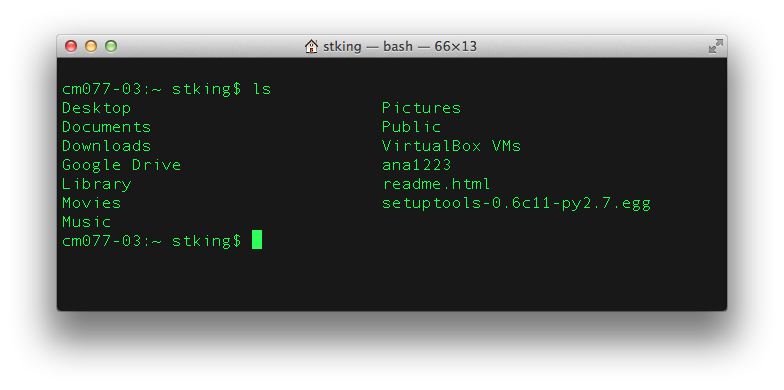 stking — bash — 66×13
cm077-03:~ stking$ ls
Desktop Pictures
Documents Public
Downloads VirtualBox VMs
Google Drive ana1223
Library readme.html
Movies setuptools-0.6c11-py2.7.egg
Music
cm077-03:~ stking$